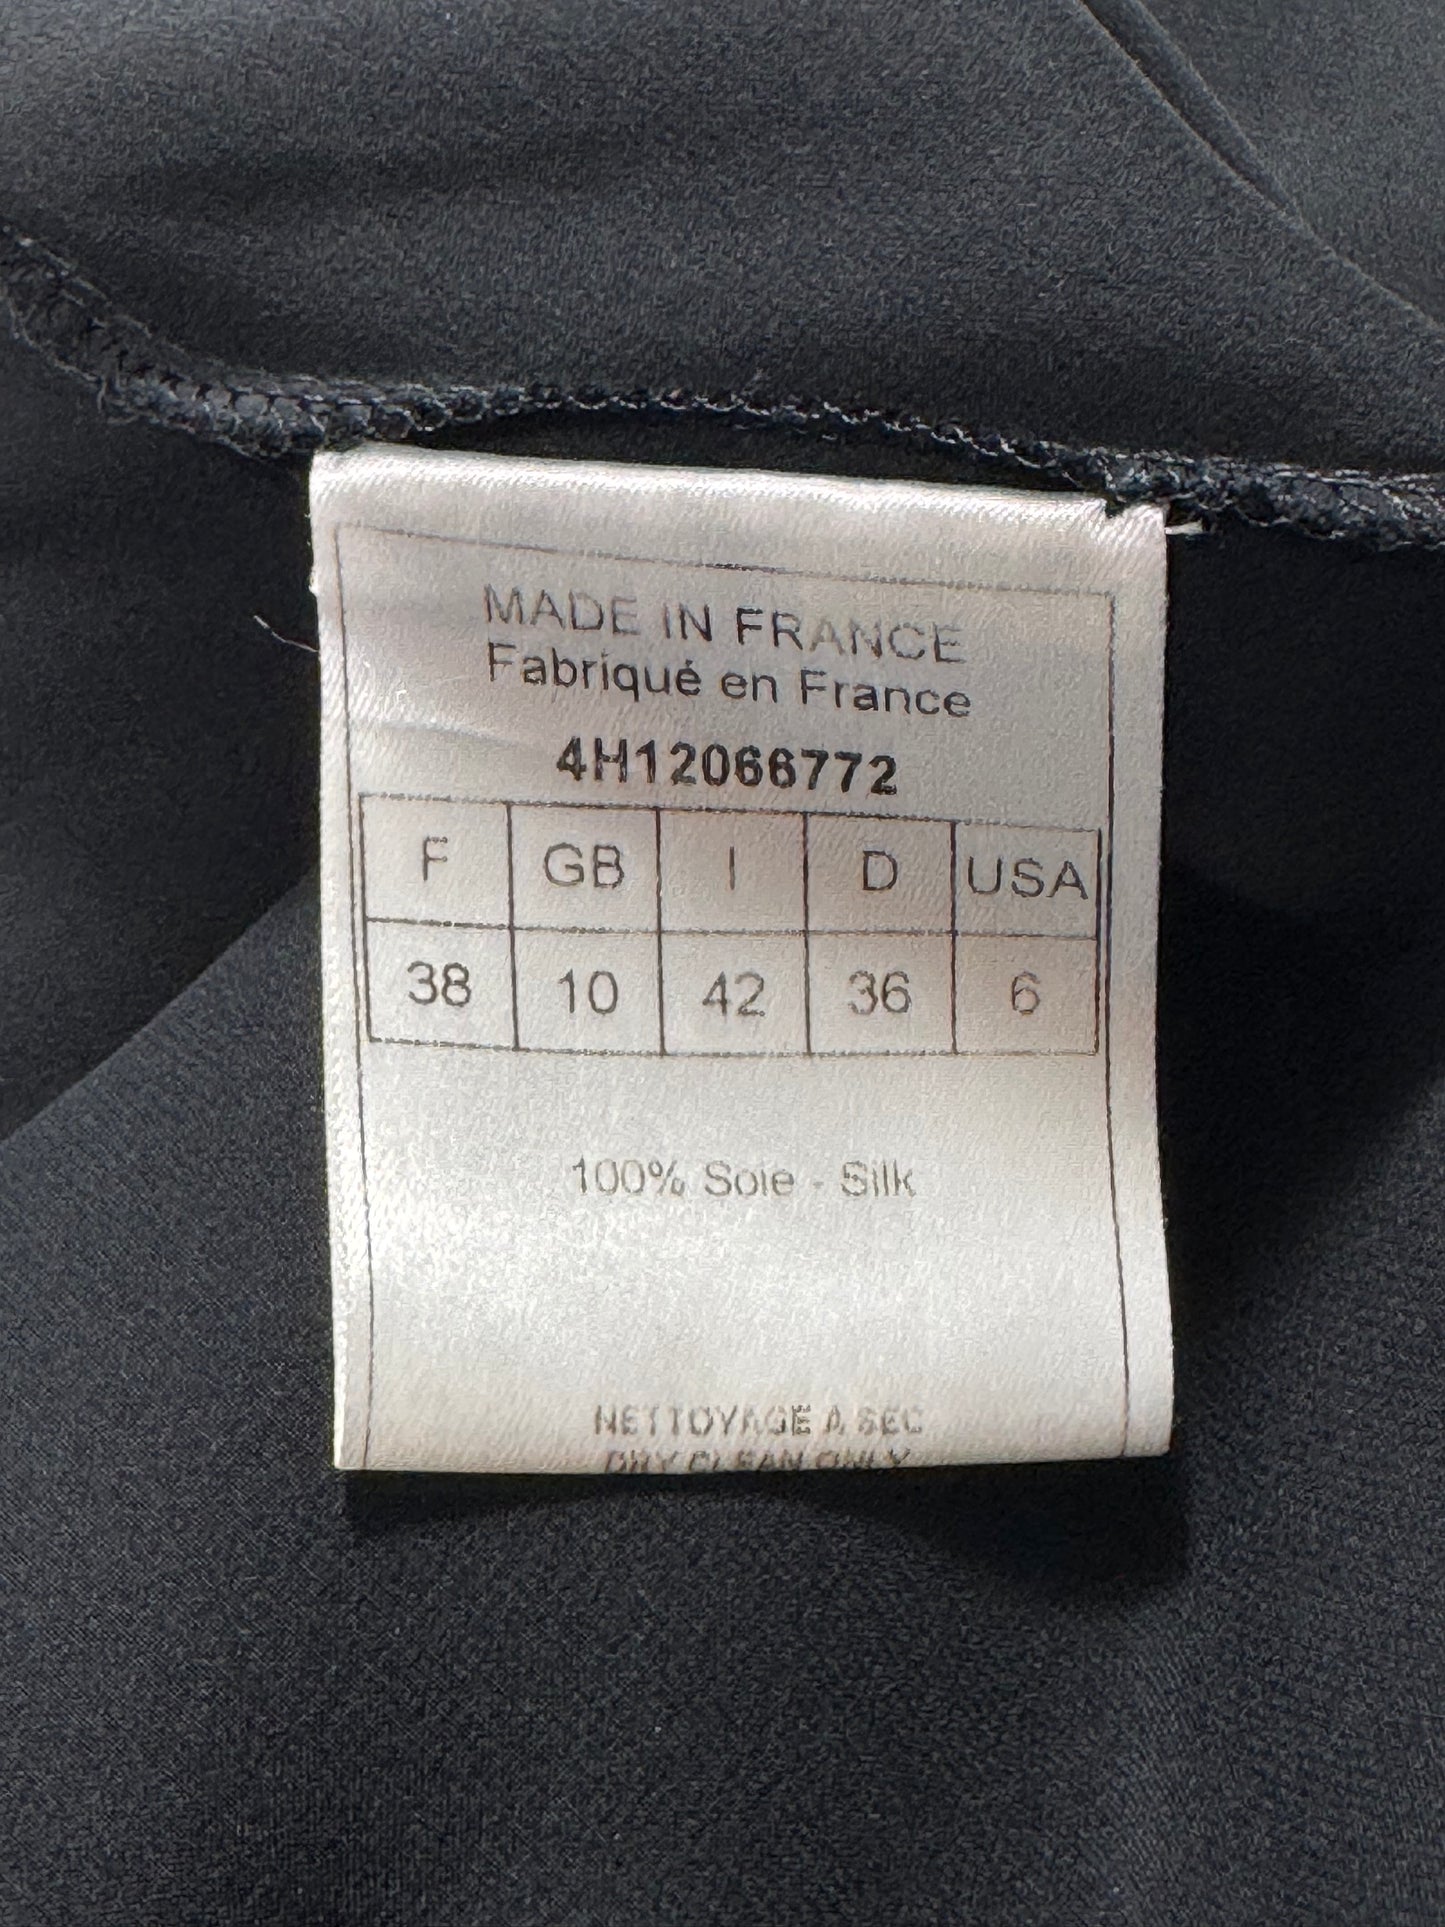 MADE IN FRANCE
Fabriqué en France
4H12066772
F GB I D USA
38 10 42 36 6
100% Soie - Silk
NETTOYAGE A SEC
DRY CLEAN ONLY